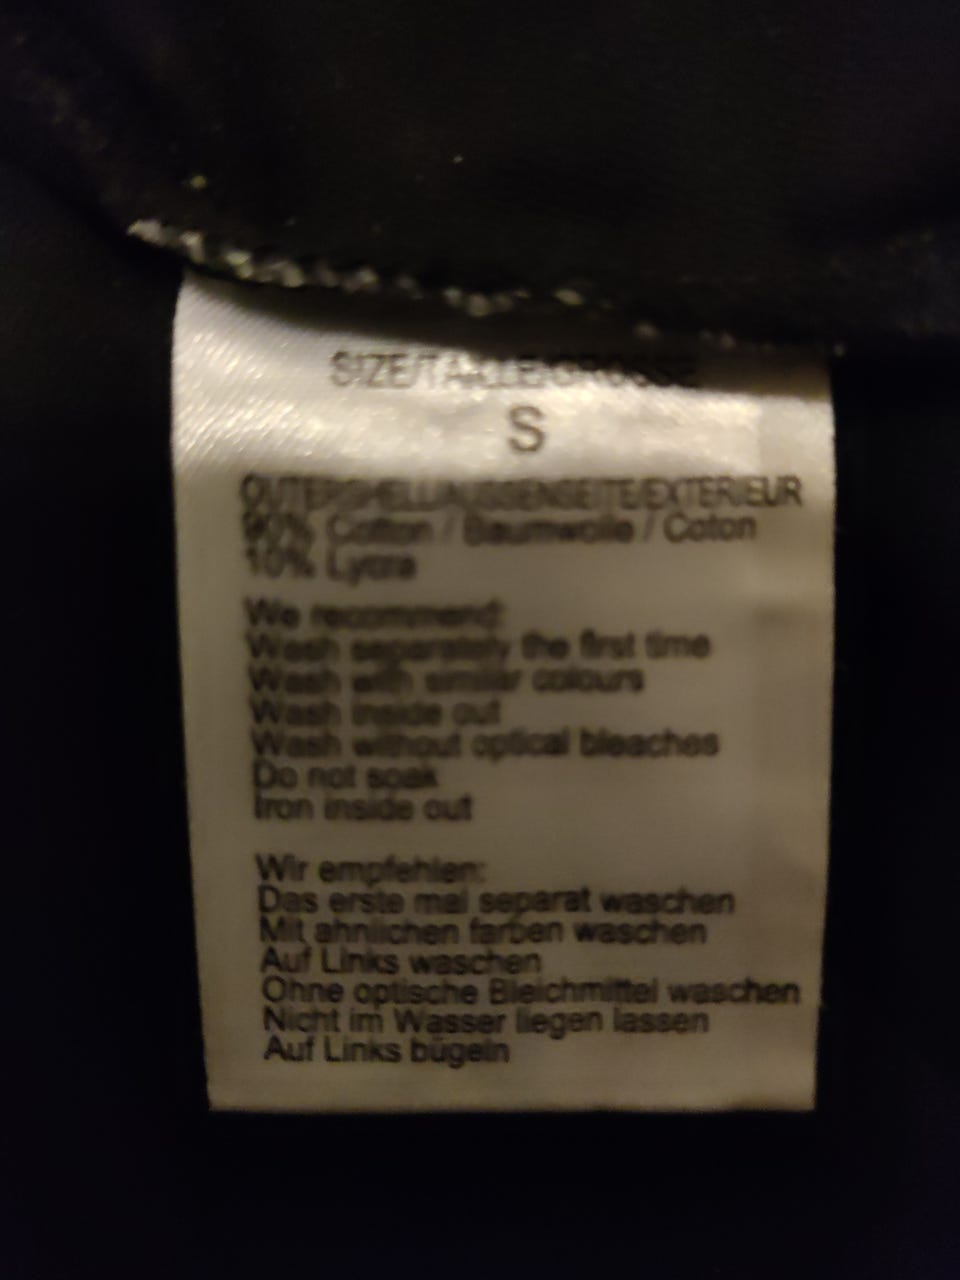 SIZE/TAILLE/GROSSE
S
OUTERSHELL/AUSSENSEITE/EXTERIEUR
90% Cotton / Baumwolle / Coton
10% Lycra
We recommend:
Wash separately the first time
Wash with similar colours
Wash inside out
Wash without optical bleaches
Do not soak
Iron inside out
Wir empfehlen:
Das erste mal separat waschen
Mit ahnlichen farben waschen
Auf Links waschen
Ohne optische Bleichmittel waschen
Nicht im Wasser liegen lassen
Auf Links bügeln